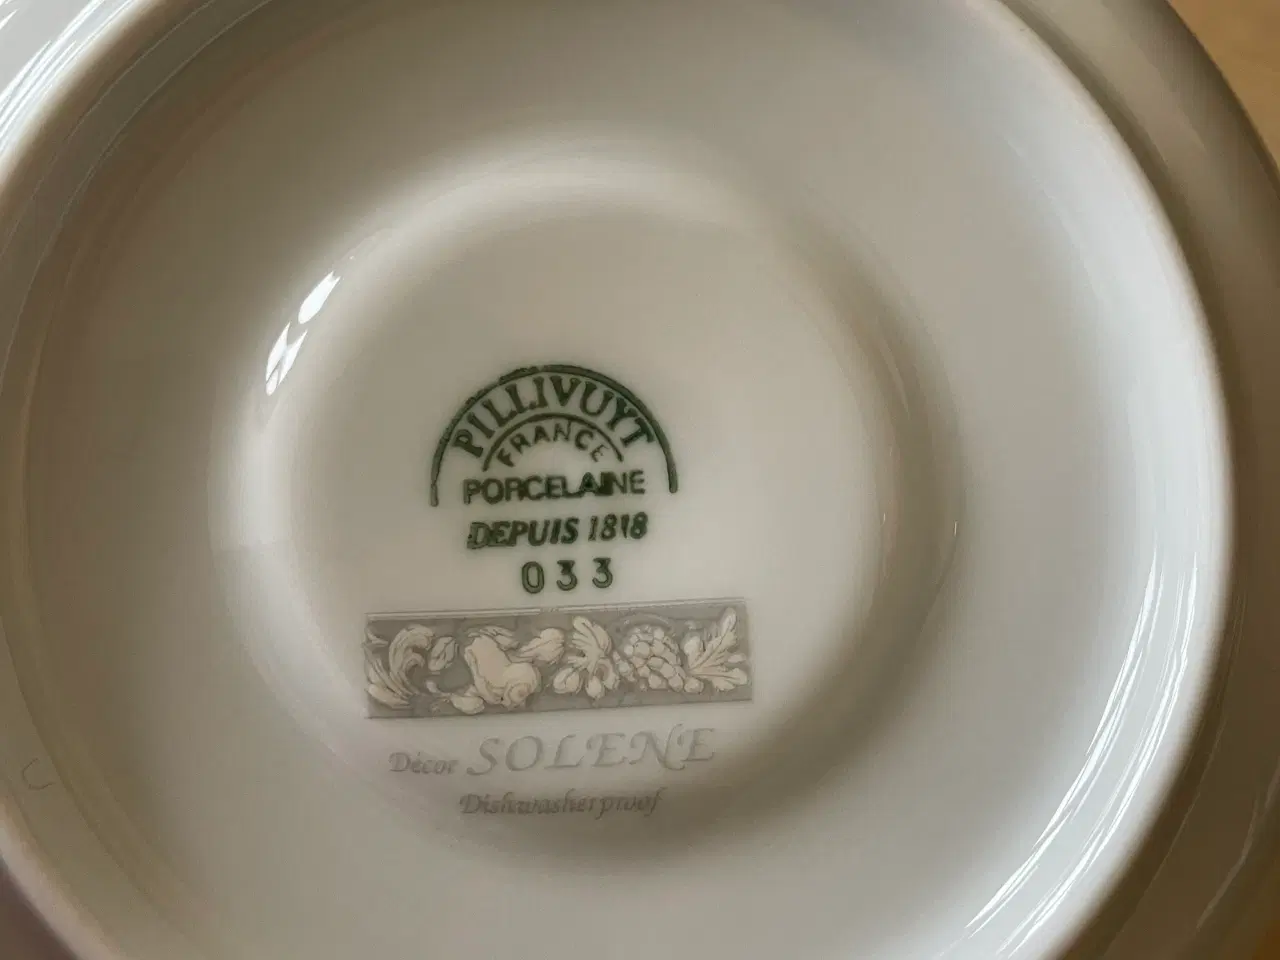 PILLIVUYT
FRANCE
PORCELAINE
DEPUIS 1818
033
Décor SOLENE
Dishwasherproof